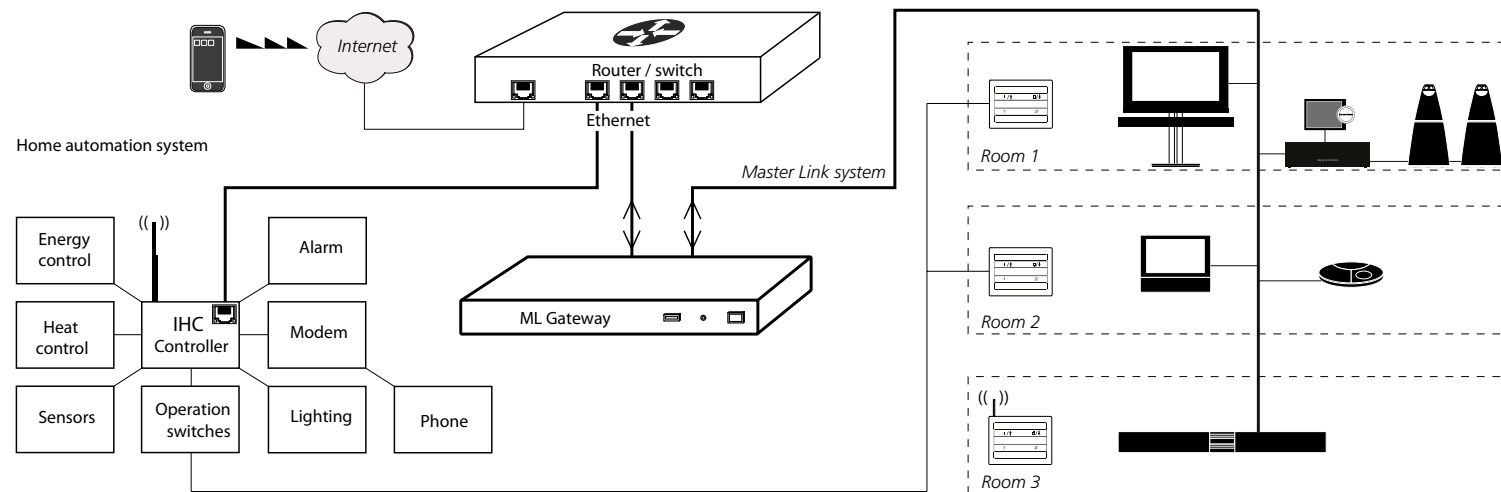 Internet
Router / switch
Ethernet
Home automation system
Master Link system
Room 1
Energy
control
(( ))
Alarm
Heat
control
IHC
Controller
Modem
ML Gateway
Room 2
Sensors
Operation
switches
Lighting
Phone
(( ))
Room 3